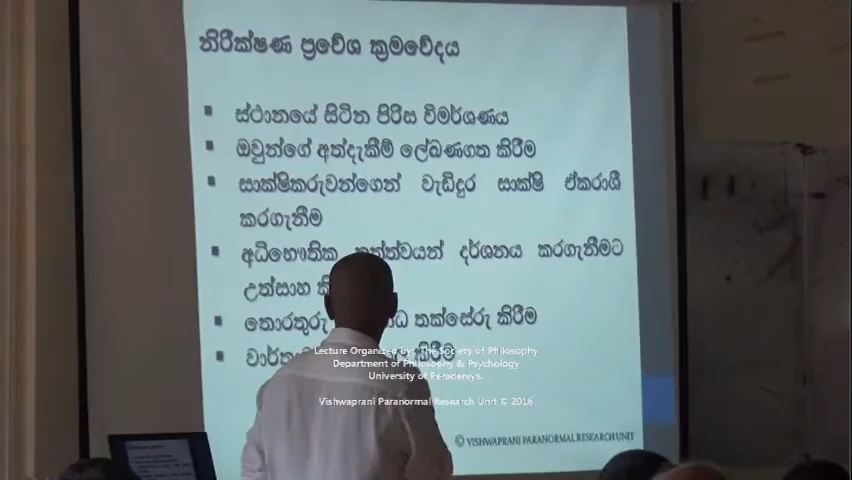 නිරීක්ෂණ ප්‍රවේශ ක්‍රමවේදය
ස්ථානයේ සිටින පිරිස විමර්ශණය
ඔවුන්ගේ අත්දැකීම් ලේඛණගත කිරීම
සාක්ෂිකරුවන්ගෙන් වැඩිදුර සාක්ෂි ඒකරාශී
කරගැනීම
අධිභෞතික තත්ත්වයන් දර්ශනය කරගැනීමට
උත්සාහ
තොරතුරු තක්සේරු කිරීම
කිරීම
Lecture Organized by: The Society of Philosophy
Department of Philosophy & Psychology
University of Peradeniya.
Vishwaprani Paranormal Research Unit © 2016
© VISHWAPRANI PARANORMAL RESEARCH UNIT